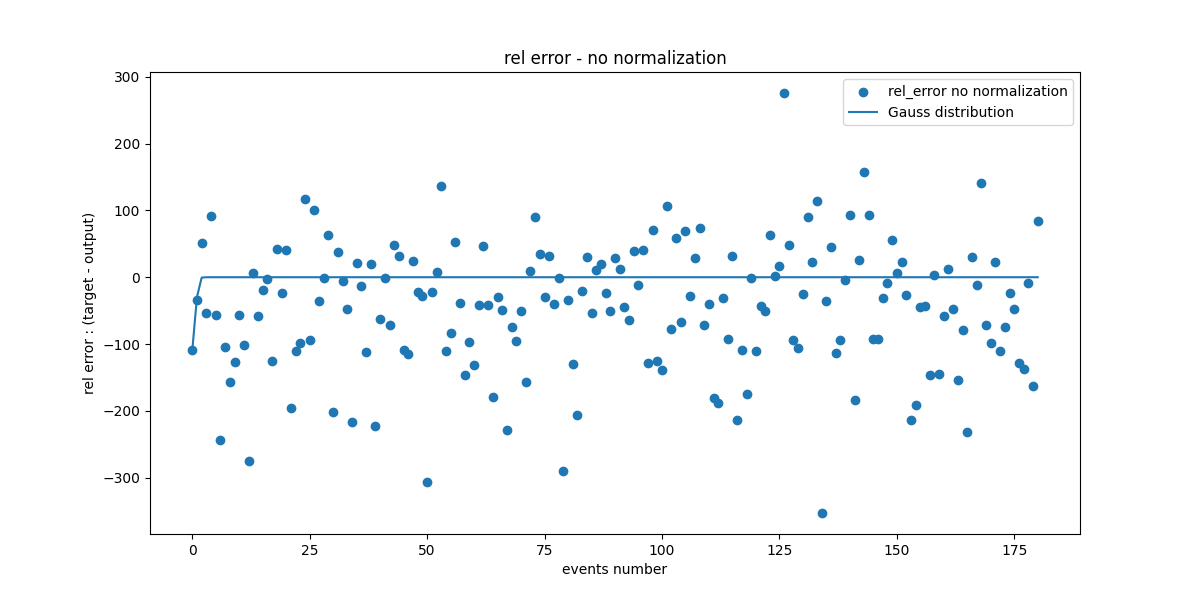 rel error - no normalization
rel_error no normalization
Gauss distribution
300
200
100
0
−100
−200
−300
rel error : (target - output)
0 25 50 75 100 125 150 175
events number